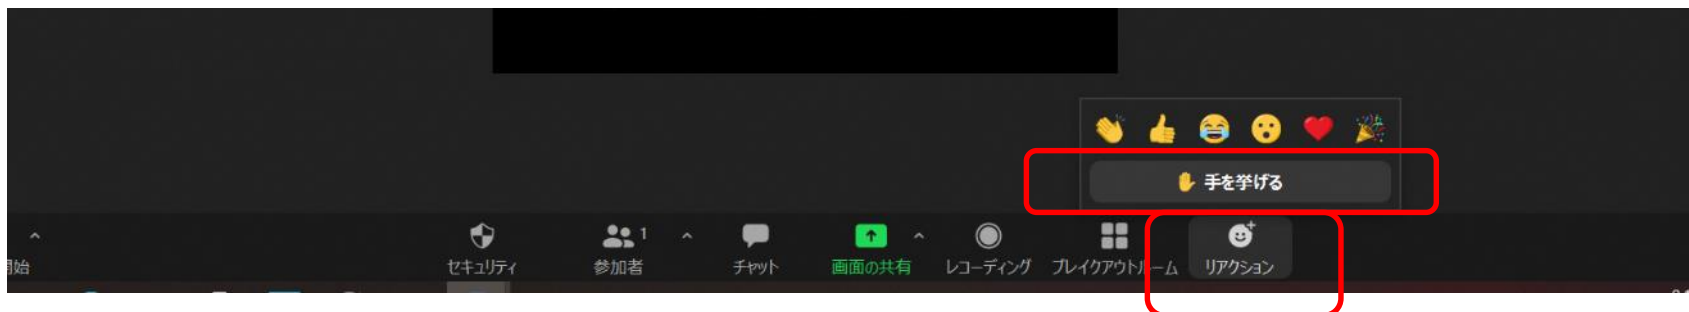 手を挙げる
1
セキュリティ
参加者
チャット
画面の共有
レコーディング
ブレイクアウトルーム
リアクション